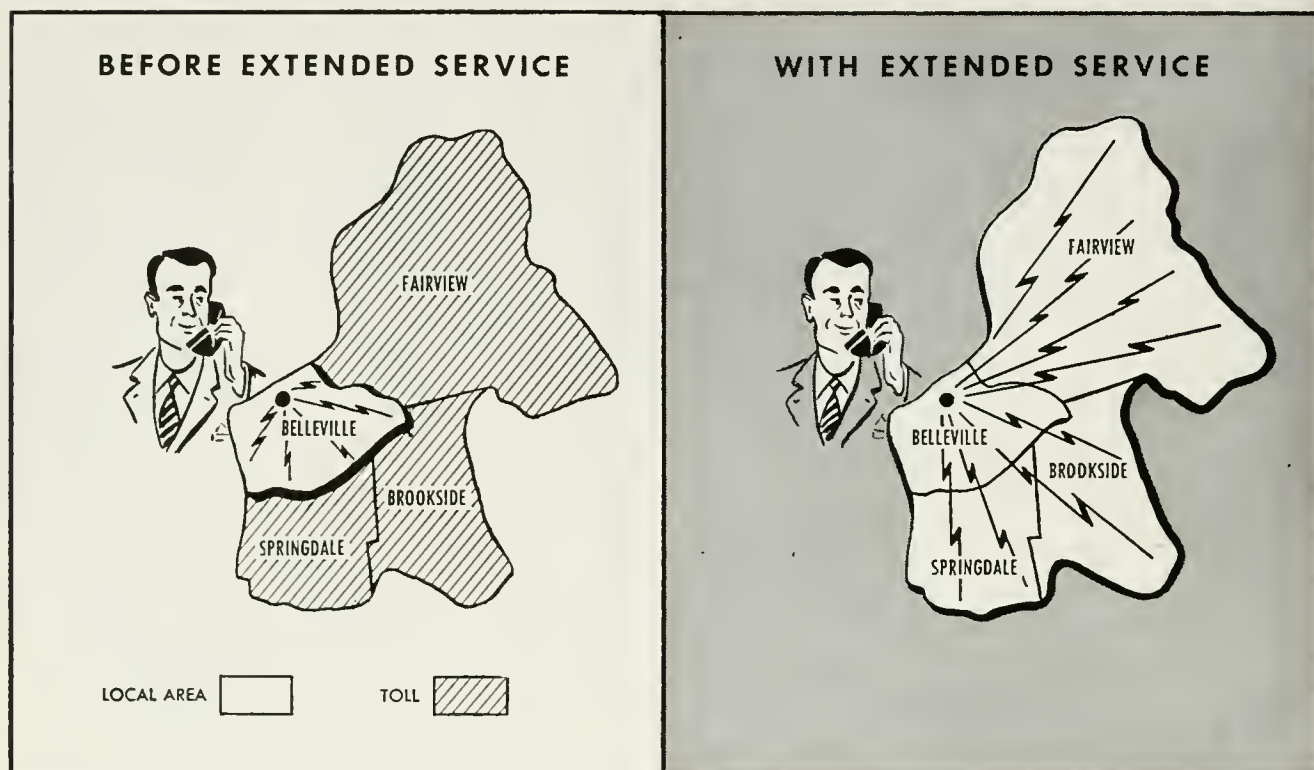 BEFORE EXTENDED SERVICE
FAIRVIEW
BELLEVILLE
BROOKSIDE
SPRINGDALE
LOCAL AREA
TOLL
WITH EXTENDED SERVICE
FAIRVIEW
BELLEVILLE
BROOKSIDE
SPRINGDALE